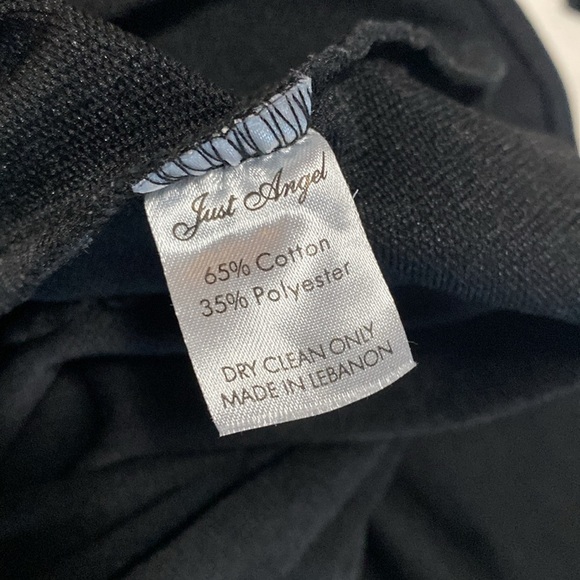 Just Angel
65% Cotton
35% Polyester
DRY CLEAN ONLY
MADE IN LEBANON